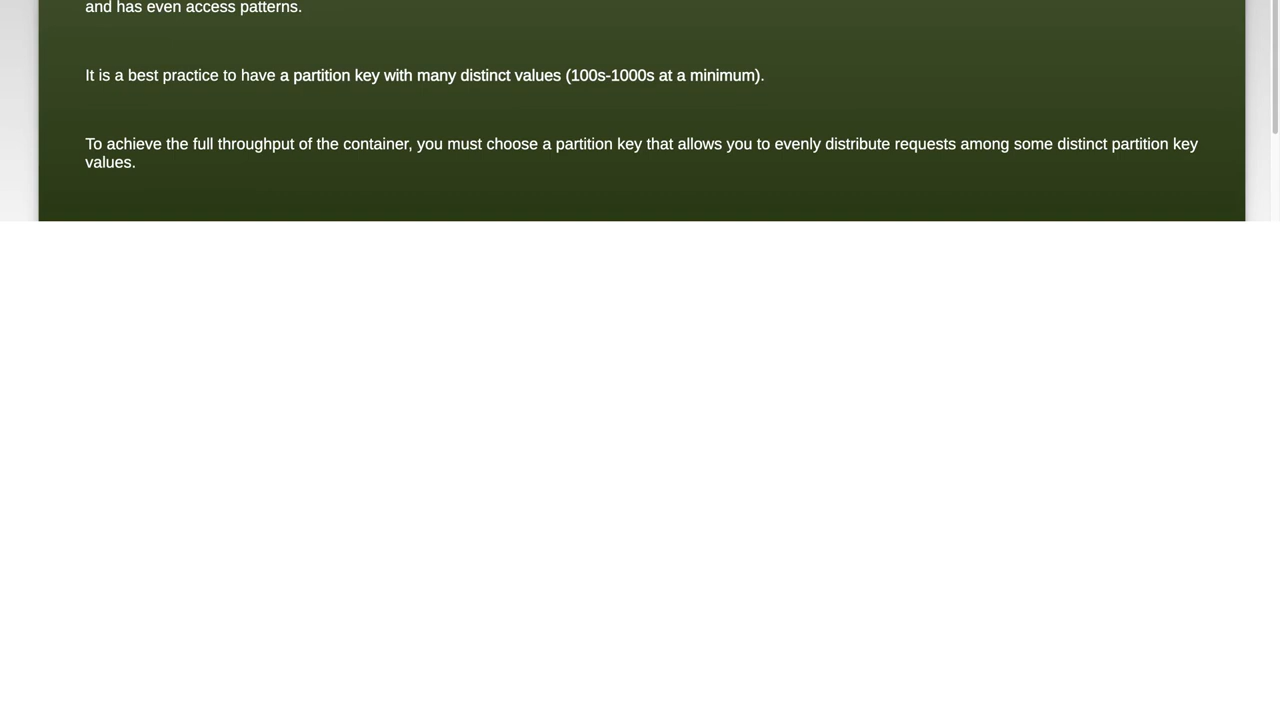 and has even access patterns.
It is a best practice to have a partition key with many distinct values (100s-1000s at a minimum).
To achieve the full throughput of the container, you must choose a partition key that allows you to evenly distribute requests among some distinct partition key
values.